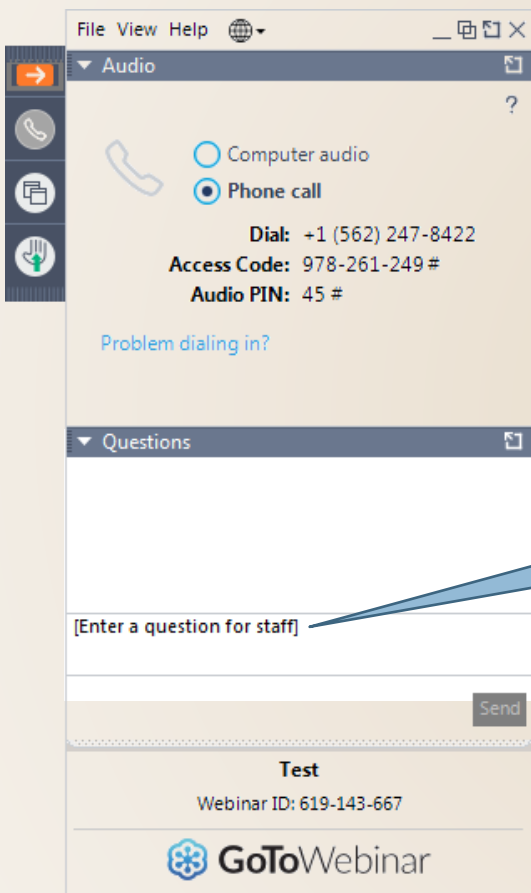 File View Help
Audio
?
Computer audio
Phone call
Dial: +1 (562) 247-8422
Access Code: 978-261-249 #
Audio PIN: 45 #
Problem dialing in?
Questions
[Enter a question for staff]
Send
Test
Webinar ID: 619-143-667
GoToWebinar